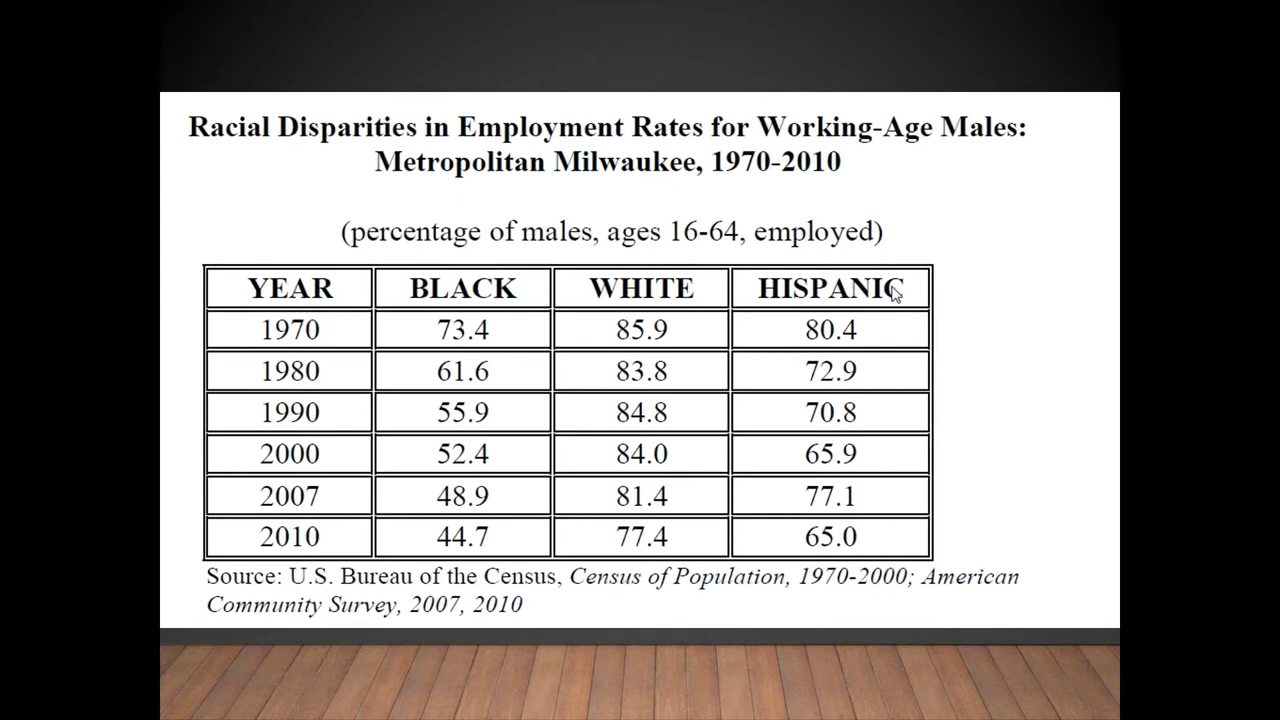 Racial Disparities in Employment Rates for Working-Age Males:
Metropolitan Milwaukee, 1970-2010
(percentage of males, ages 16-64, employed)
YEAR BLACK WHITE HISPANIC
1970 73.4 85.9 80.4
1980 61.6 83.8 72.9
1990 55.9 84.8 70.8
2000 52.4 84.0 65.9
2007 48.9 81.4 77.1
2010 44.7 77.4 65.0
Source: U.S. Bureau of the Census, Census of Population, 1970-2000; American
Community Survey, 2007, 2010